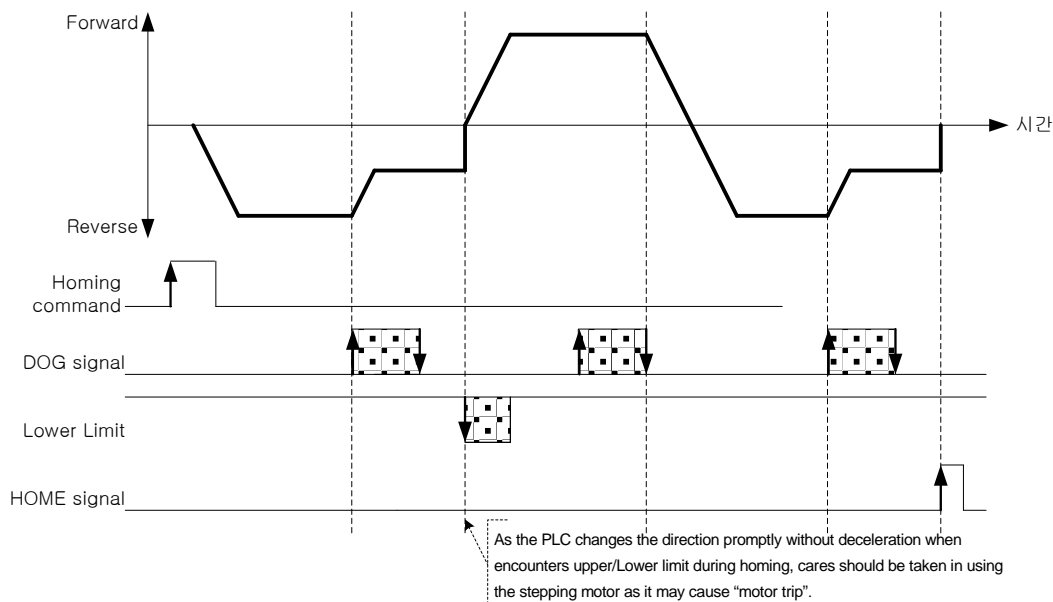 Forward
시간
Reverse
Homing
command
DOG signal
Lower Limit
HOME signal
As the PLC changes the direction promptly without deceleration when
encounters upper/Lower limit during homing, cares should be taken in using
the stepping motor as it may cause “motor trip”.